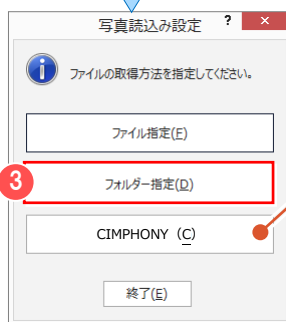 写真読込み設定 ? ×
ファイルの取得方法を指定してください。
ファイル指定(F)
3
フォルダー指定(D)
CIMPHONY (C)
終了(E)